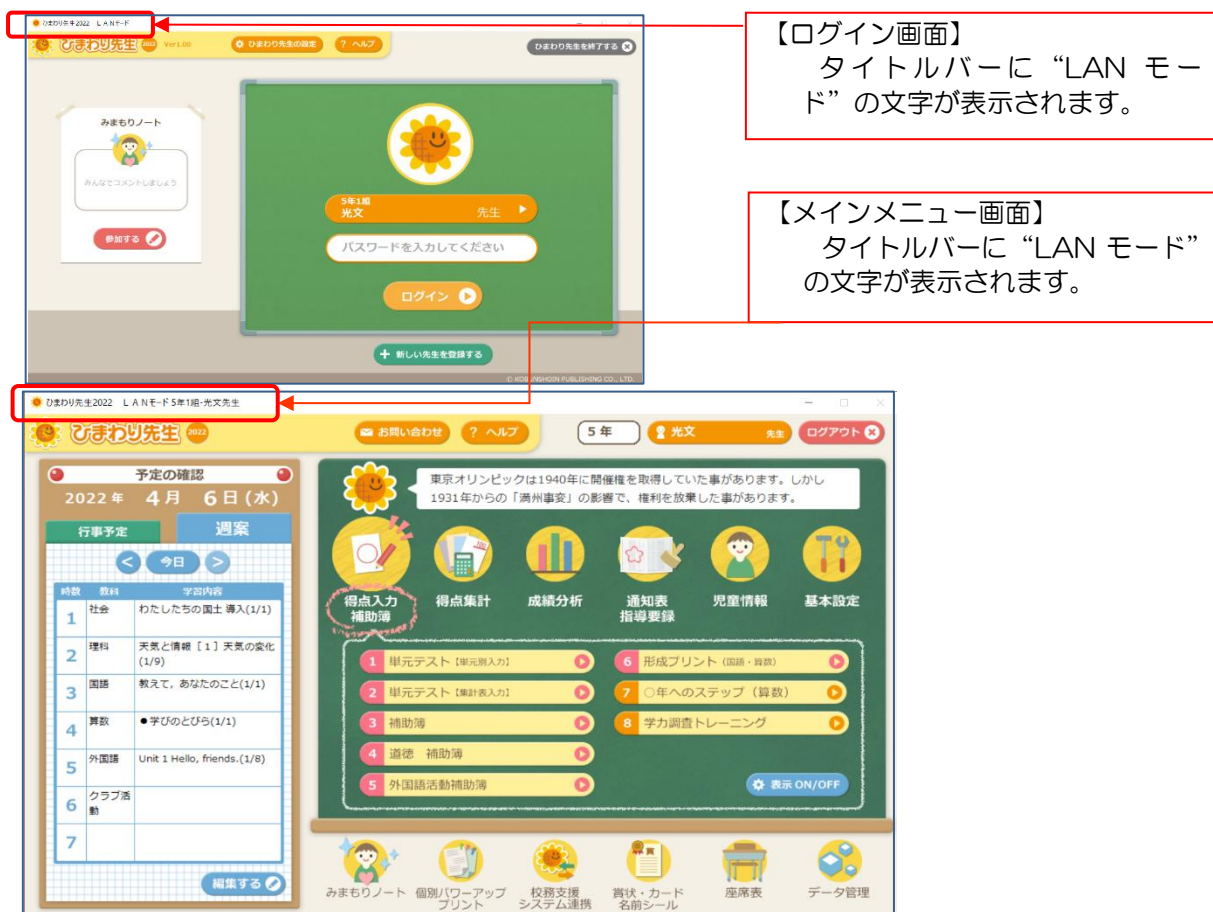 ひまわり先生2022　ＬＡＮモード
ひまわり先生 2022 Ver1.00
ひまわり先生の設定
? ヘルプ
ひまわり先生を終了する
みまもりノート
みんなでコメントしましょう
参加する
5年1組
光文 先生
パスワードを入力してください
ログイン
新しい先生を登録する
© KOBUNSHOIN PUBLISHING CO., LTD.
【ログイン画面】
タイトルバーに“LAN モー
ド”の文字が表示されます。
【メインメニュー画面】
タイトルバーに“LAN モード”
の文字が表示されます。
ひまわり先生2022　ＬＡＮモード 5年1組-光文先生
ひまわり先生 2022
お問い合わせ
? ヘルプ
5 年
光文 先生
ログアウト
予定の確認
2022 年 4 月 6 日 (水)
行事予定
週案
< 今日 >
時数 教科 学習内容
1 社会 わたしたちの国土 導入(1/1)
2 理科 天気と情報［１］天気の変化
(1/9)
3 国語 教えて，あなたのこと(1/1)
4 算数 ●学びのとびら(1/1)
5 外国語 Unit 1 Hello, friends.(1/8)
6 クラブ活
動
7
編集する
東京オリンピックは1940年に開催権を取得していた事があります。しかし
1931年からの「満州事変」の影響で、権利を放棄した事があります。
得点入力
補助簿
得点集計
成績分析
通知表
指導要録
児童情報
基本設定
1 単元テスト【単元別入力】
2 単元テスト【集計表入力】
3 補助簿
4 道徳　補助簿
5 外国語活動補助簿
6 形成プリント（国語・算数）
7 ○年へのステップ（算数）
8 学力調査トレーニング
表示 ON/OFF
みまもりノート
個別パワーアップ
プリント
校務支援
システム連携
賞状・カード
名前シール
座席表
データ管理